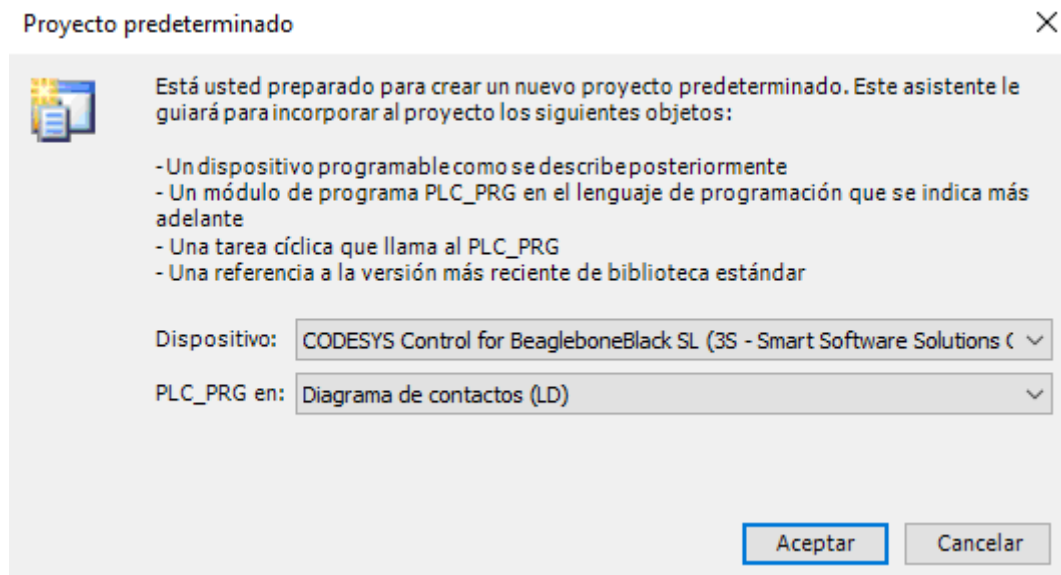 Proyecto predeterminado
Está usted preparado para crear un nuevo proyecto predeterminado. Este asistente le
guiará para incorporar al proyecto los siguientes objetos:
- Un dispositivo programable como se describe posteriormente
- Un módulo de programa PLC_PRG en el lenguaje de programación que se indica más
adelante
- Una tarea cíclica que llama al PLC_PRG
- Una referencia a la versión más reciente de biblioteca estándar
Dispositivo: CODESYS Control for BeagleboneBlack SL (3S - Smart Software Solutions
PLC_PRG en: Diagrama de contactos (LD)
Aceptar Cancelar